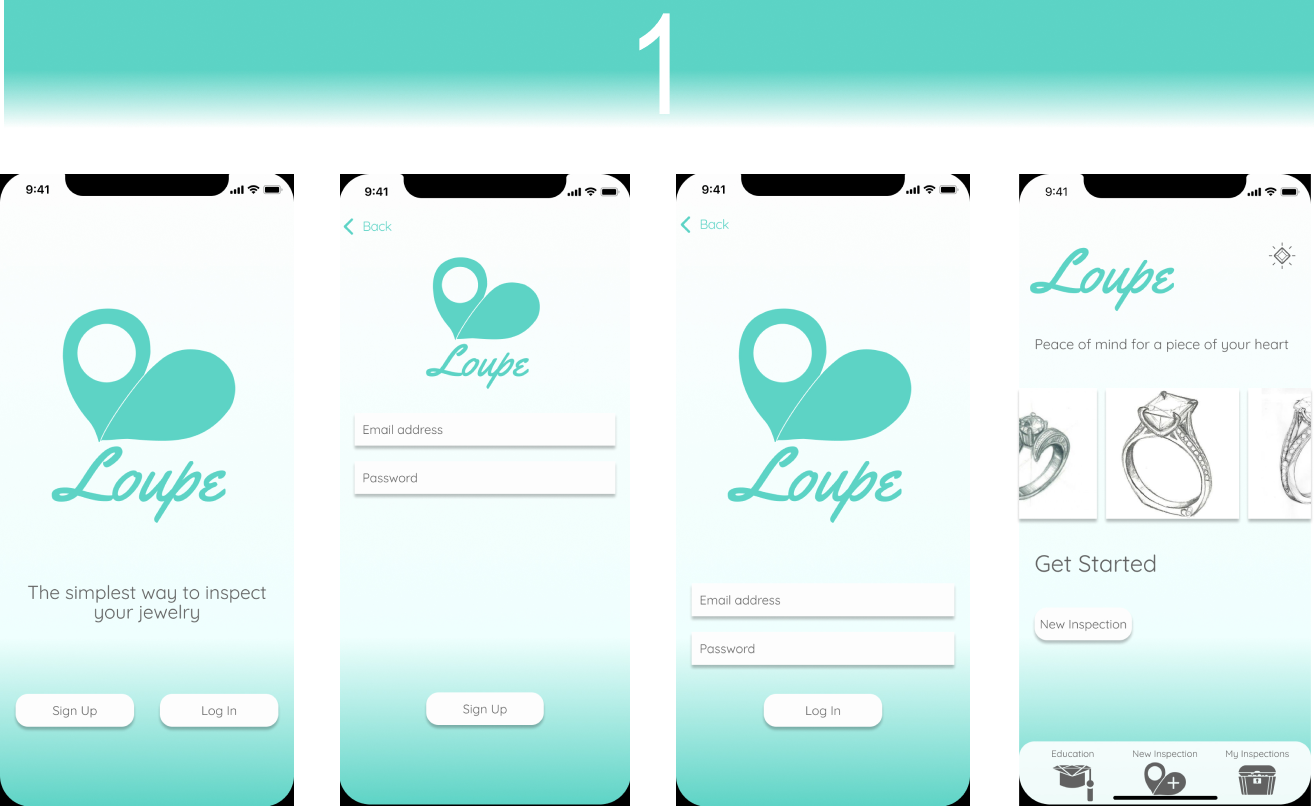 1
9:41
Loupe
The simplest way to inspect
your jewelry
Sign Up
Log In
9:41
Back
Loupe
Email address
Password
Sign Up
9:41
Back
Loupe
Email address
Password
Log In
9:41
Loupe
Peace of mind for a piece of your heart
Get Started
New Inspection
Education
New Inspection
My Inspections